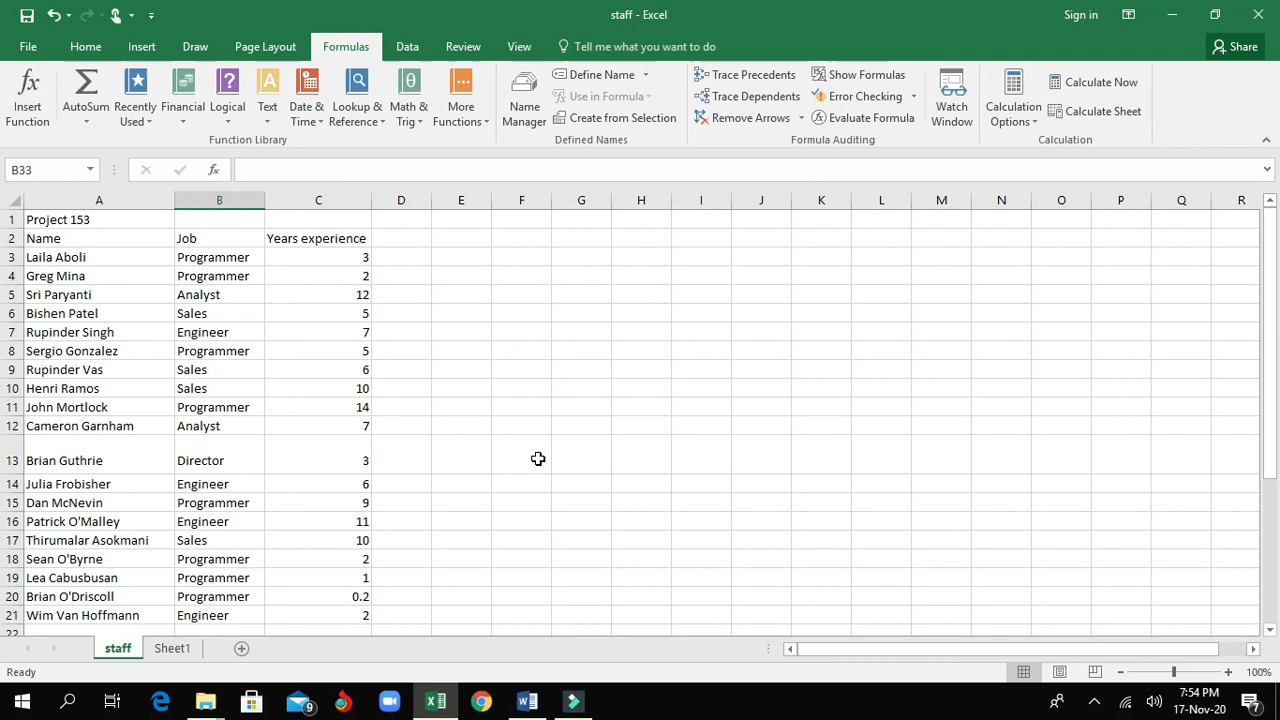 staff - Excel
Sign in
File Home Insert Draw Page Layout Formulas Data Review View Tell me what you want to do Share
Insert Function
AutoSum
Recently Used
Financial
Logical
Text
Date & Time
Lookup & Reference
Math & Trig
More Functions
Function Library
Name Manager
Define Name
Use in Formula
Create from Selection
Defined Names
Trace Precedents
Trace Dependents
Remove Arrows
Show Formulas
Error Checking
Evaluate Formula
Formula Auditing
Watch Window
Calculation Options
Calculate Now
Calculate Sheet
Calculation
B33 fx
A B C D E F G H I J K L M N O P Q R
1 Project 153
2 Name Job Years experience
3 Laila Aboli Programmer 3
4 Greg Mina Programmer 2
5 Sri Paryanti Analyst 12
6 Bishen Patel Sales 5
7 Rupinder Singh Engineer 7
8 Sergio Gonzalez Programmer 5
9 Rupinder Vas Sales 6
10 Henri Ramos Sales 10
11 John Mortlock Programmer 14
12 Cameron Garnham Analyst 7
13 Brian Guthrie Director 3
14 Julia Frobisher Engineer 6
15 Dan McNevin Programmer 9
16 Patrick O'Malley Engineer 11
17 Thirumalar Asokmani Sales 10
18 Sean O'Byrne Programmer 2
19 Lea Cabusbusan Programmer 1
20 Brian O'Driscoll Programmer 0.2
21 Wim Van Hoffmann Engineer 2
22
staff Sheet1
Ready 100%
7:54 PM
17-Nov-20
9
7